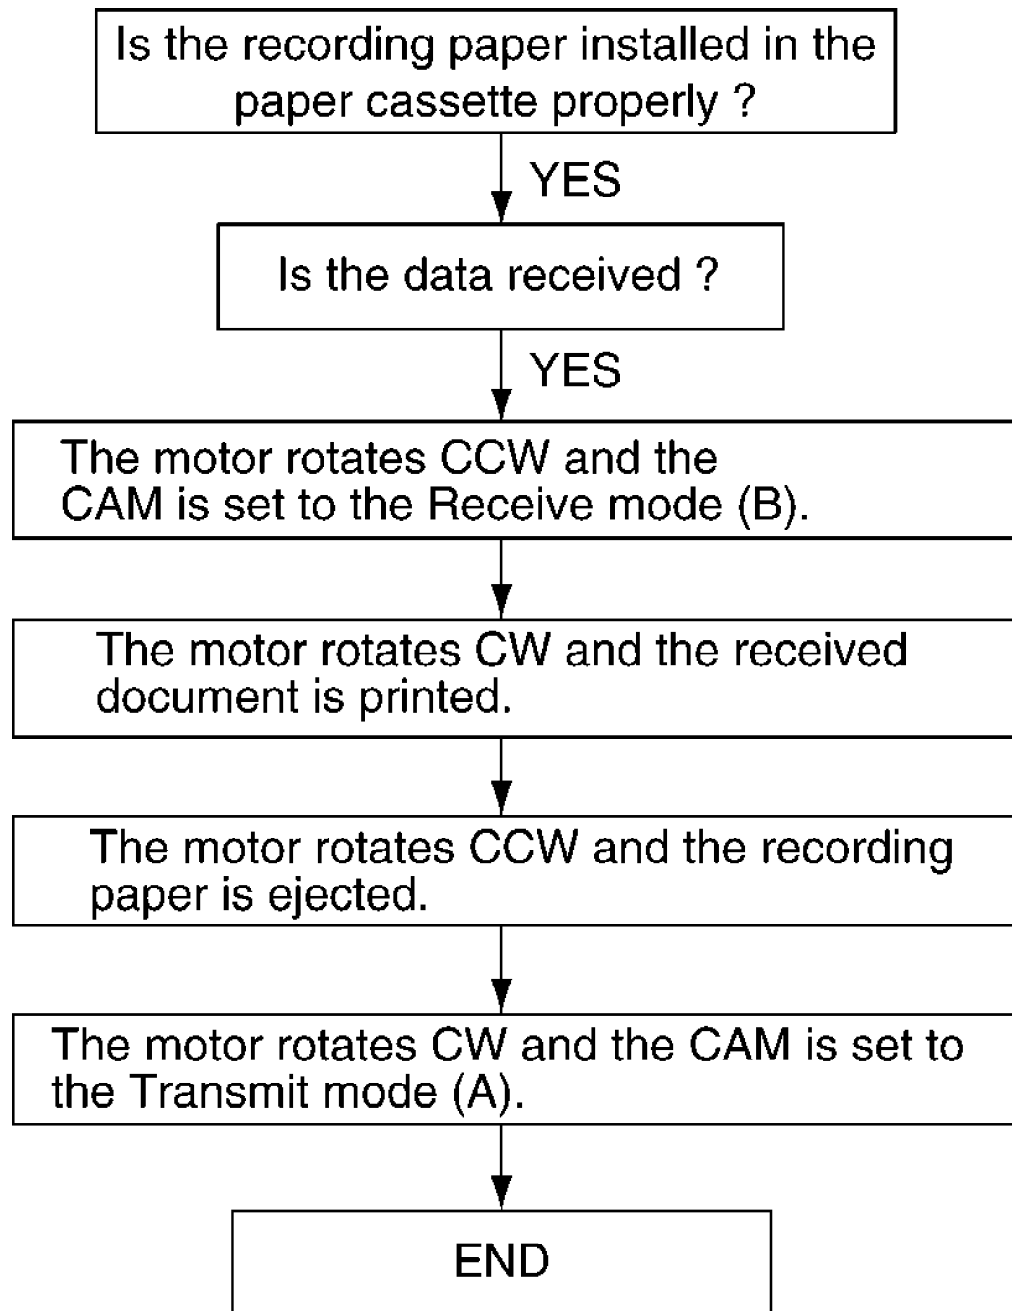 Is the recording paper installed in the
paper cassette properly ?
YES
Is the data received ?
YES
The motor rotates CCW and the
CAM is set to the Receive mode (B).
The motor rotates CW and the received
document is printed.
The motor rotates CCW and the recording
paper is ejected.
The motor rotates CW and the CAM is set to
the Transmit mode (A).
END